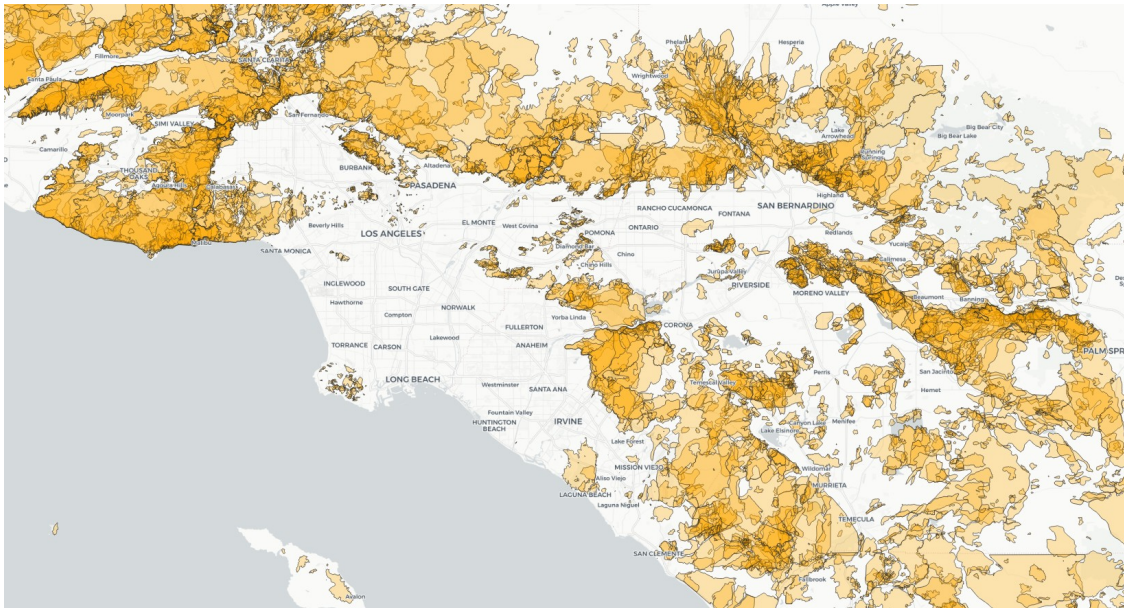 Apple Valley
Phelan
Hesperia
Fillmore
SANTA CLARITA
Santa Paula
Wrightwood
Moorpark
San Fernando
SIMI VALLEY
Lake
Arrowhead
Big Bear City
Big Bear Lake
Camarillo
Running
Springs
BURBANK
Altadena
THOUSAND
OAKS
Agoura Hills
Calabasas
PASADENA
Highland
Beverly Hills
EL MONTE
West Covina
RANCHO CUCAMONGA
FONTANA
SAN BERNARDINO
LOS ANGELES
POMONA
ONTARIO
Redlands
Malibu
SANTA MONICA
Diamond Bar
Chino
Yucaipa
Chino Hills
Calimesa
Jurupa Valley
INGLEWOOD
SOUTH GATE
RIVERSIDE
MORENO VALLEY
Hawthorne
NORWALK
Beaumont
Banning
Compton
Yorba Linda
FULLERTON
CORONA
TORRANCE
CARSON
Lakewood
ANAHEIM
PALM SPR
LONG BEACH
Westminster
SANTA ANA
Temescal Valley
Perris
San Jacinto
Hemet
Fountain Valley
HUNTINGTON
BEACH
IRVINE
Lake Elsinore
Canyon Lake
Menifee
Lake Forest
MISSION VIEJO
Wildomar
Aliso Viejo
MURRIETA
LAGUNA BEACH
Laguna Niguel
TEMECULA
SAN CLEMENTE
Fallbrook
Avalon